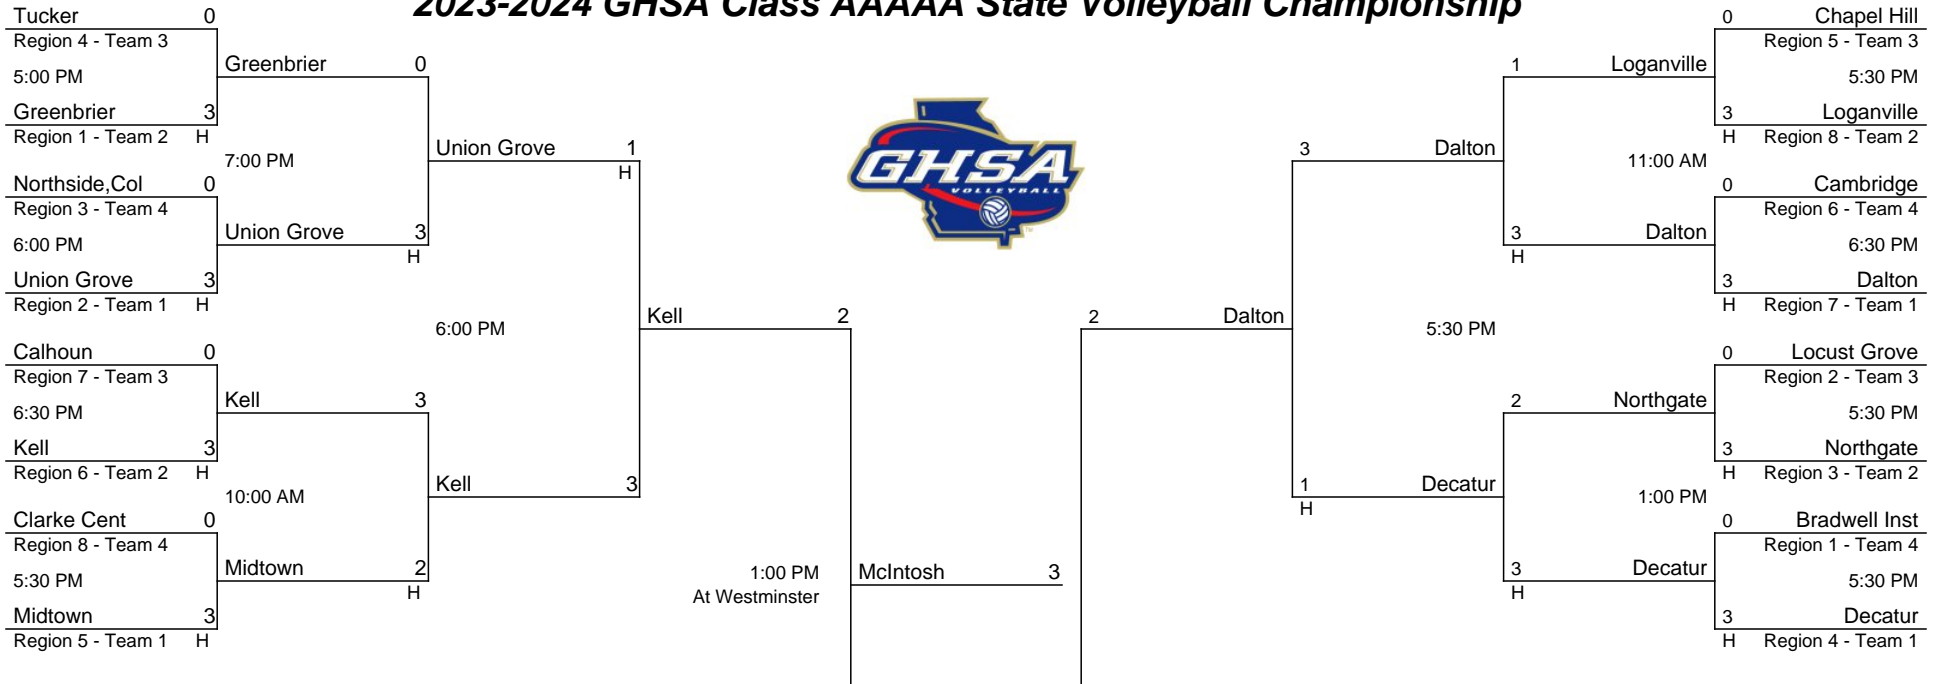 2023-2024 GHSA Class AAAAA State Volleyball Championship
Tucker 0
Region 4 - Team 3
5:00 PM
Greenbrier 3
Region 1 - Team 2 H
Northside,Col 0
Region 3 - Team 4
6:00 PM
Union Grove 3
Region 2 - Team 1 H
Calhoun 0
Region 7 - Team 3
6:30 PM
Kell 3
Region 6 - Team 2 H
Clarke Cent 0
Region 8 - Team 4
5:30 PM
Midtown 3
Region 5 - Team 1 H
Greenbrier 0
7:00 PM
Union Grove 3
H
Kell 3
10:00 AM
Midtown 2
H
Union Grove 1
H
6:00 PM
Kell 3
Kell 2
1:00 PM
At Westminster
McIntosh 3
GHSA
VOLLEYBALL
TM
2 Dalton
3 Dalton
5:30 PM
1 Decatur
H
1 Loganville
11:00 AM
3 Dalton
H
2 Northgate
1:00 PM
3 Decatur
H
0 Chapel Hill
Region 5 - Team 3
5:30 PM
3 Loganville
H Region 8 - Team 2
0 Cambridge
Region 6 - Team 4
6:30 PM
3 Dalton
H Region 7 - Team 1
0 Locust Grove
Region 2 - Team 3
5:30 PM
3 Northgate
H Region 3 - Team 2
0 Bradwell Inst
Region 1 - Team 4
5:30 PM
3 Decatur
H Region 4 - Team 1